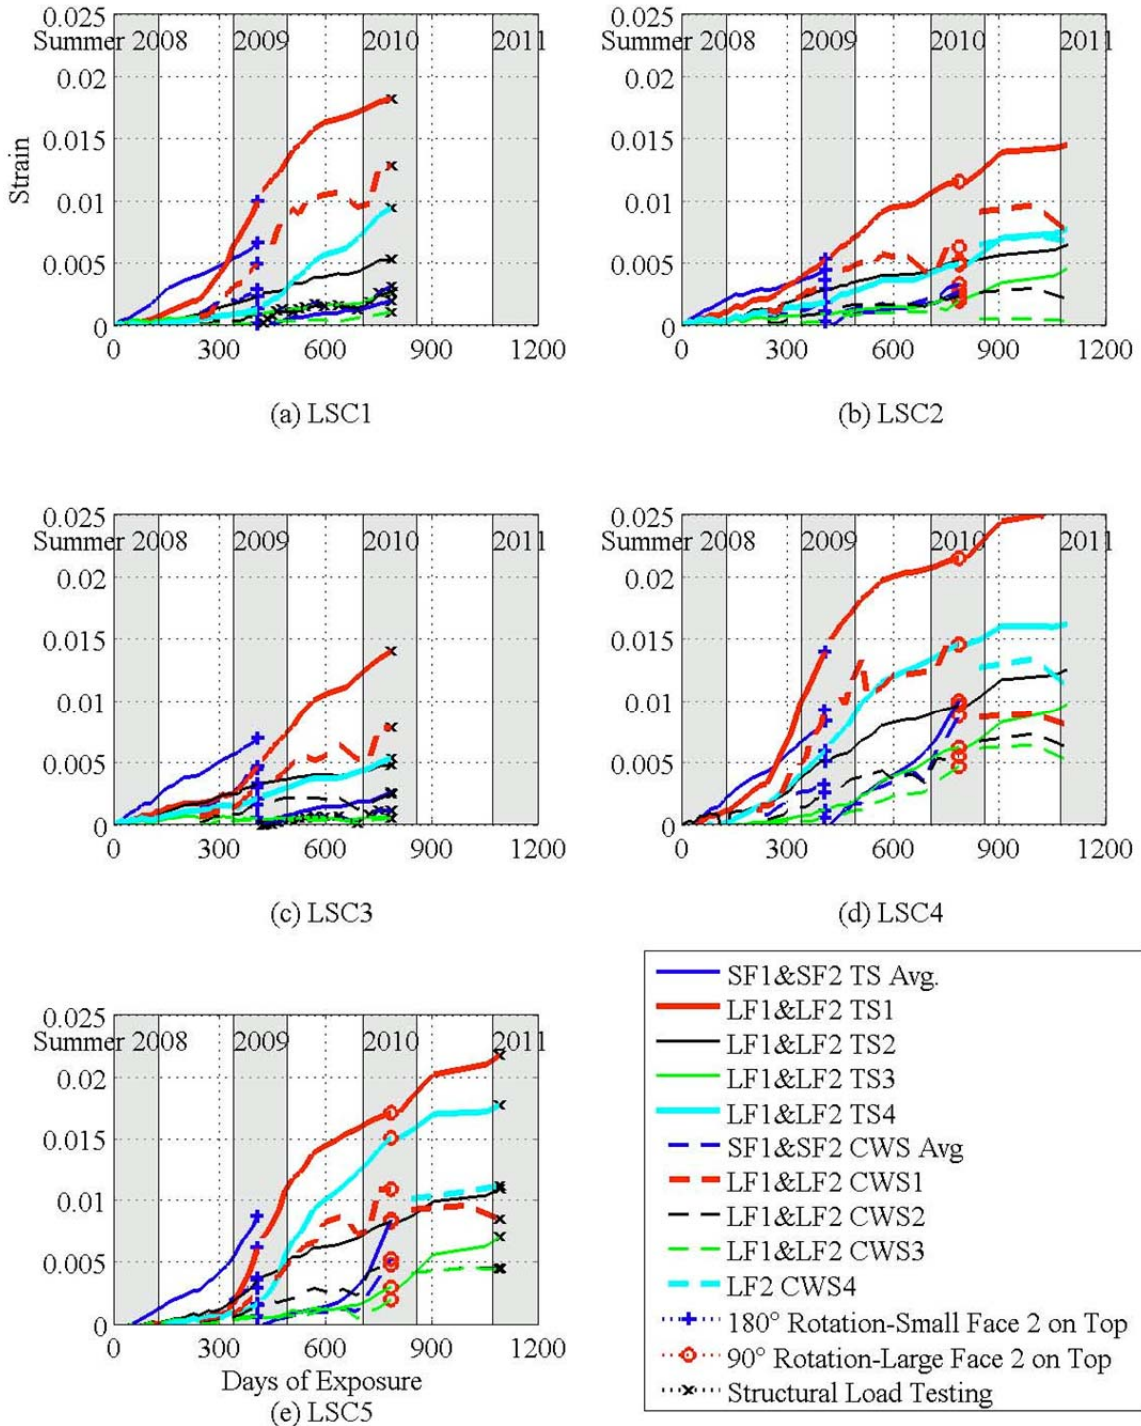 0.025
Summer 2008 2009 2010 2011
0.02
0.015
0.01
0.005
0
0 300 600 900 1200
Strain
(a) LSC1
0.025
Summer 2008 2009 2010 2011
0.02
0.015
0.01
0.005
0
0 300 600 900 1200
(b) LSC2
0.025
Summer 2008 2009 2010 2011
0.02
0.015
0.01
0.005
0
0 300 600 900 1200
(c) LSC3
0.025
Summer 2008 2009 2010 2011
0.02
0.015
0.01
0.005
0
0 300 600 900 1200
(d) LSC4
0.025
Summer 2008 2009 2010 2011
0.02
0.015
0.01
0.005
0
0 300 600 900 1200
Days of Exposure
(e) LSC5
SF1&SF2 TS Avg.
LF1&LF2 TS1
LF1&LF2 TS2
LF1&LF2 TS3
LF1&LF2 TS4
SF1&SF2 CWS Avg
LF1&LF2 CWS1
LF1&LF2 CWS2
LF1&LF2 CWS3
LF2 CWS4
180° Rotation-Small Face 2 on Top
90° Rotation-Large Face 2 on Top
Structural Load Testing